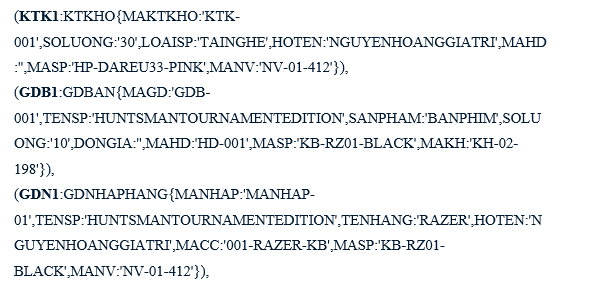 (KTK1:KTKHO{MAKTKHO:'KTK-
001',SOLUONG:'30',LOAISP:'TAINGHE',HOTEN:'NGUYENHOANGGIATRI',MAHD
:'',MASP:'HP-DAREU33-PINK',MANV:'NV-01-412'}),
(GDB1:GDBAN{MAGD:'GDB-
001',TENSP:'HUNTSMANTOURNAMENTEDITION',SANPHAM:'BANPHIM',SOLU
ONG:'10',DONGIA:'',MAHD:'HD-001',MASP:'KB-RZ01-BLACK',MAKH:'KH-02-
198'}),
(GDN1:GDNHAPHANG{MANHAP:'MANHAP-
01',TENSP:'HUNTSMANTOURNAMENTEDITION',TENHANG:'RAZER',HOTEN:'N
GUYENHOANGGIATRI',MACC:'001-RAZER-KB',MASP:'KB-RZ01-
BLACK',MANV:'NV-01-412'}),